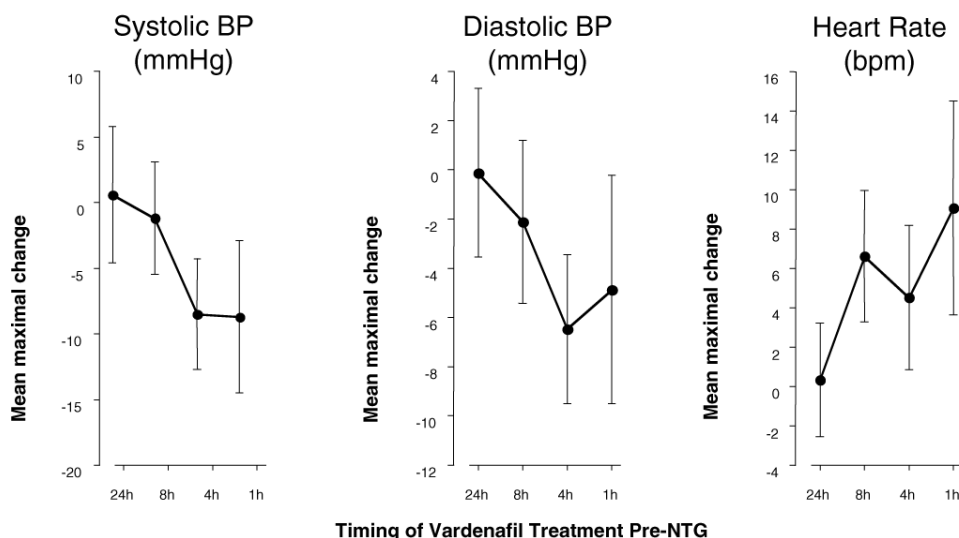 Systolic BP
(mmHg)
10
5
0
-5
-10
-15
-20
Mean maximal change
24h 8h 4h 1h
Diastolic BP
(mmHg)
4
2
0
-2
-4
-6
-8
-10
-12
Mean maximal change
24h 8h 4h 1h
Heart Rate
(bpm)
16
14
12
10
8
6
4
2
0
-2
-4
Mean maximal change
24h 8h 4h 1h
Timing of Vardenafil Treatment Pre-NTG